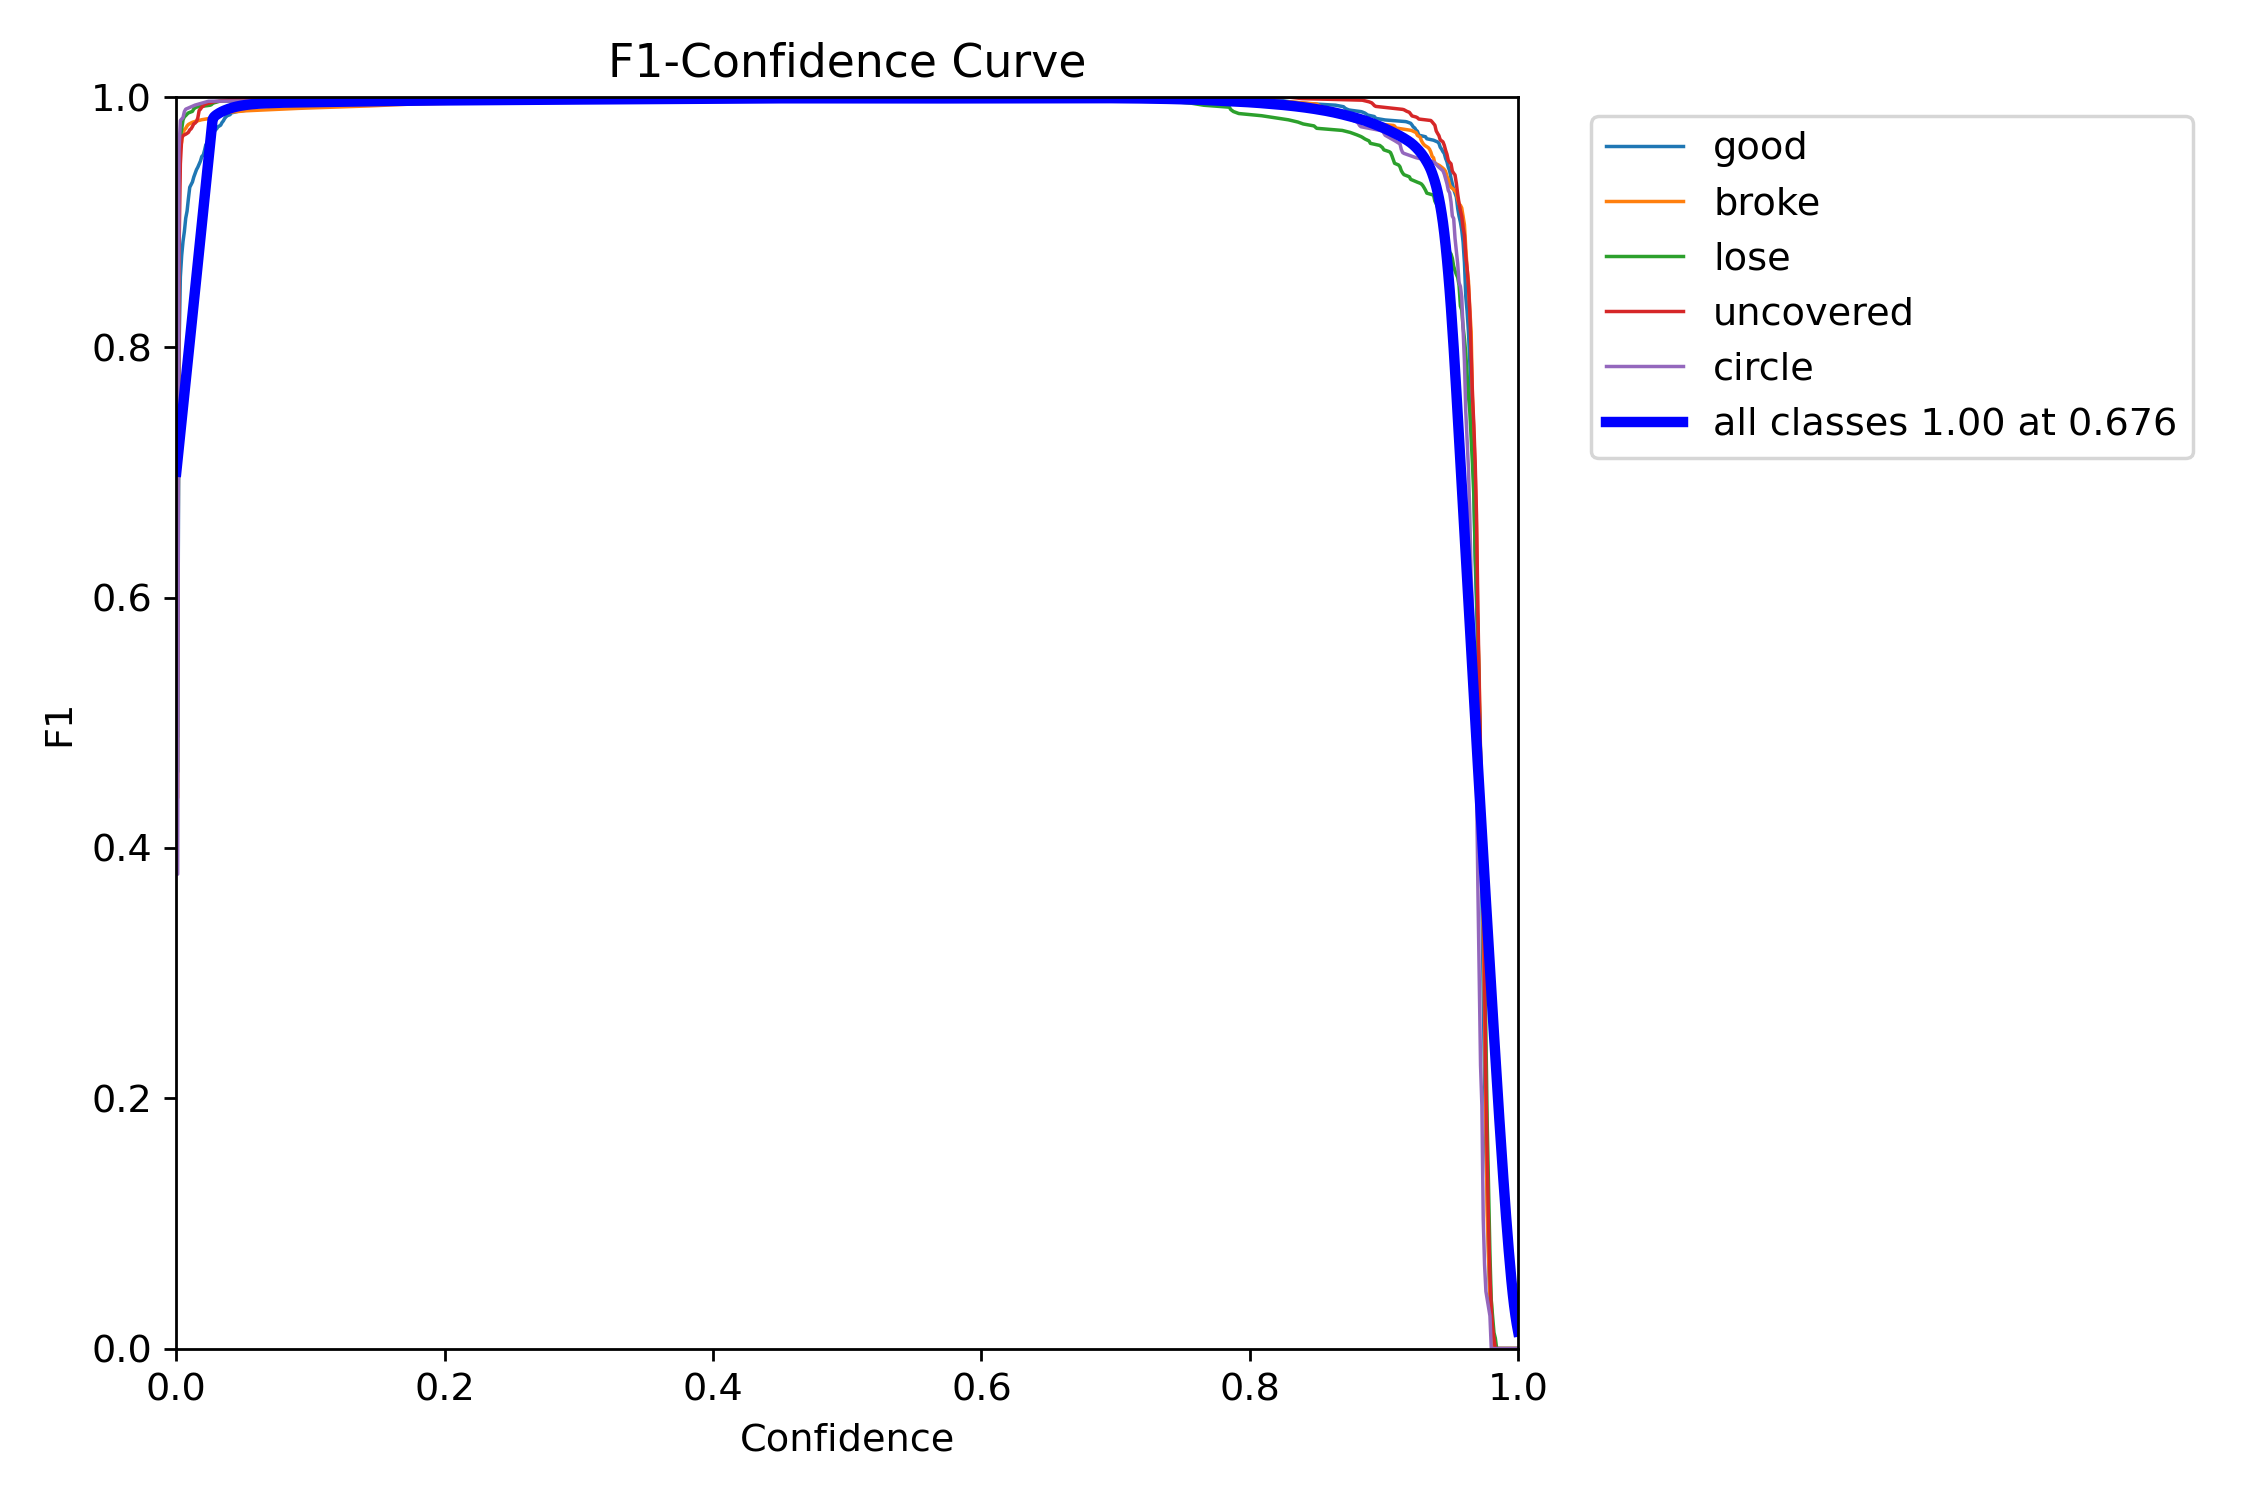 F1-Confidence Curve
1.0
0.8
0.6
0.4
0.2
0.0
F1
0.0 0.2 0.4 0.6 0.8 1.0
Confidence
good
broke
lose
uncovered
circle
all classes 1.00 at 0.676